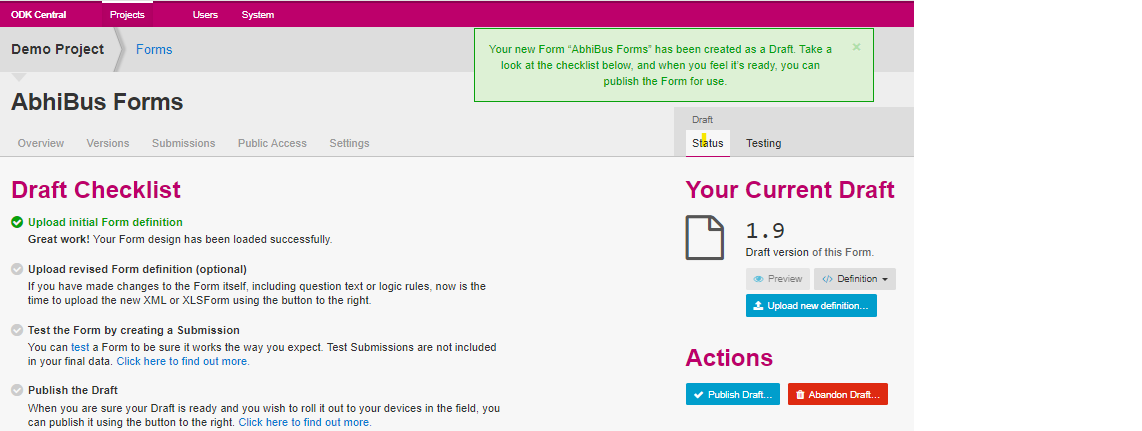 ODK Central Projects Users System
Demo Project Forms
Your new Form “AbhiBus Forms” has been created as a Draft. Take a
look at the checklist below, and when you feel it’s ready, you can
publish the Form for use.
×
AbhiBus Forms
Overview Versions Submissions Public Access Settings
Draft
Status Testing
Draft Checklist
Upload initial Form definition
Great work! Your Form design has been loaded successfully.
Upload revised Form definition (optional)
If you have made changes to the Form itself, including question text or logic rules, now is the
time to upload the new XML or XLSForm using the button to the right.
Test the Form by creating a Submission
You can test a Form to be sure it works the way you expect. Test Submissions are not included
in your final data. Click here to find out more.
Publish the Draft
When you are sure your Draft is ready and you wish to roll it out to your devices in the field, you
can publish it using the button to the right. Click here to find out more.
Your Current Draft
1.9
Draft version of this Form.
Preview </> Definition
Upload new definition...
Actions
Publish Draft... Abandon Draft...